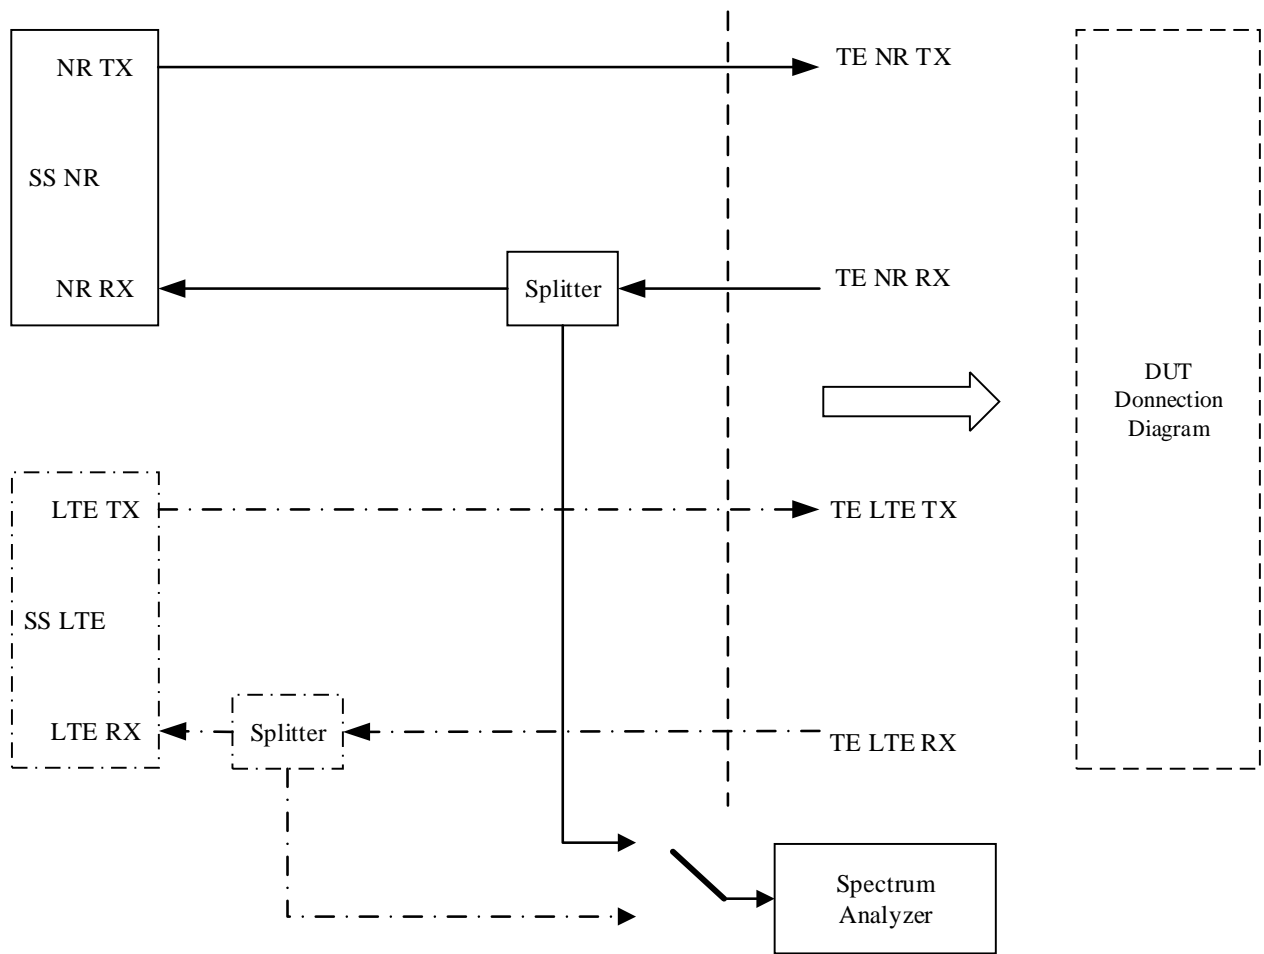 NR TX
TE NR TX
SS NR
NR RX
Splitter
TE NR RX
DUT
Donnection
Diagram
LTE TX
TE LTE TX
SS LTE
LTE RX
Splitter
TE LTE RX
Spectrum
Analyzer